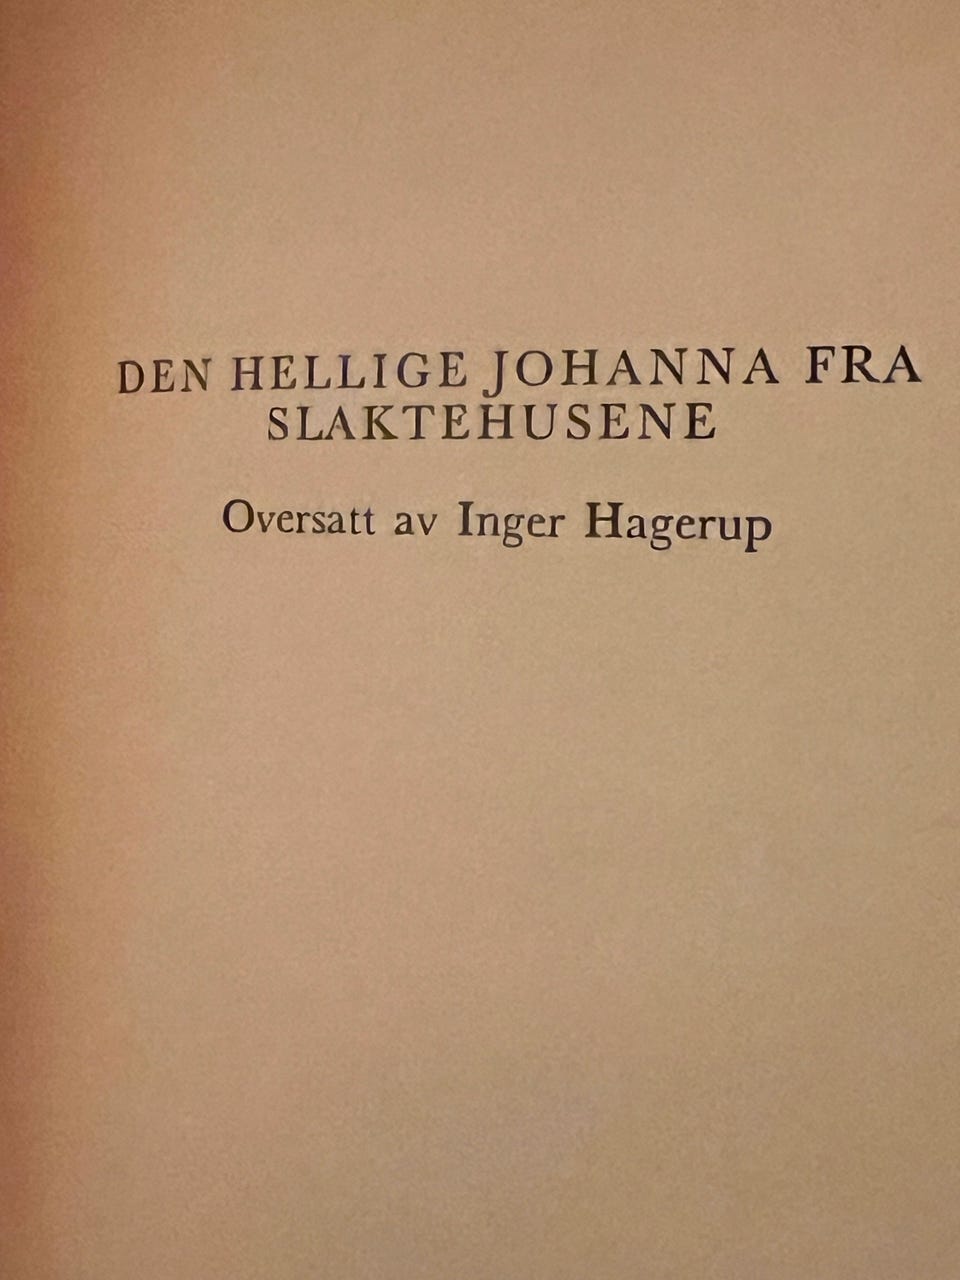 DEN HELLIGE JOHANNA FRA
SLAKTEHUSENE
Oversatt av Inger Hagerup